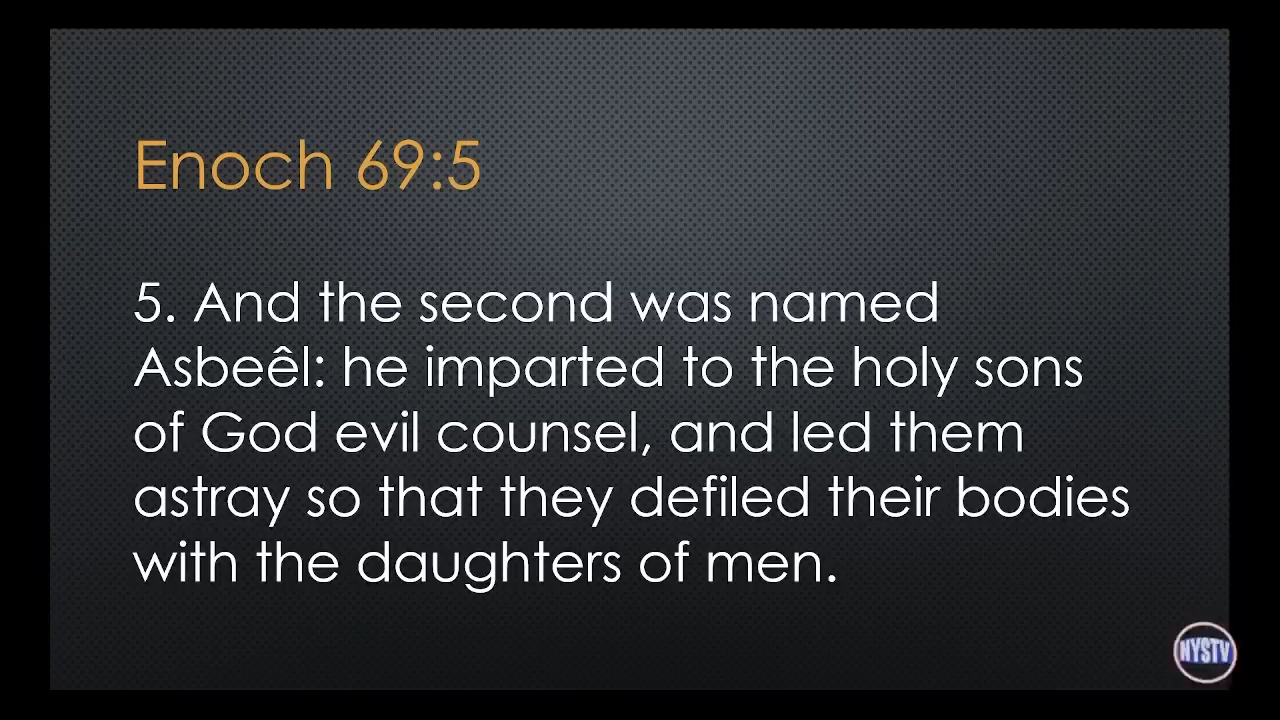 Enoch 69:5
5. And the second was named
Asbeêl: he imparted to the holy sons
of God evil counsel, and led them
astray so that they defiled their bodies
with the daughters of men.
NYSTV